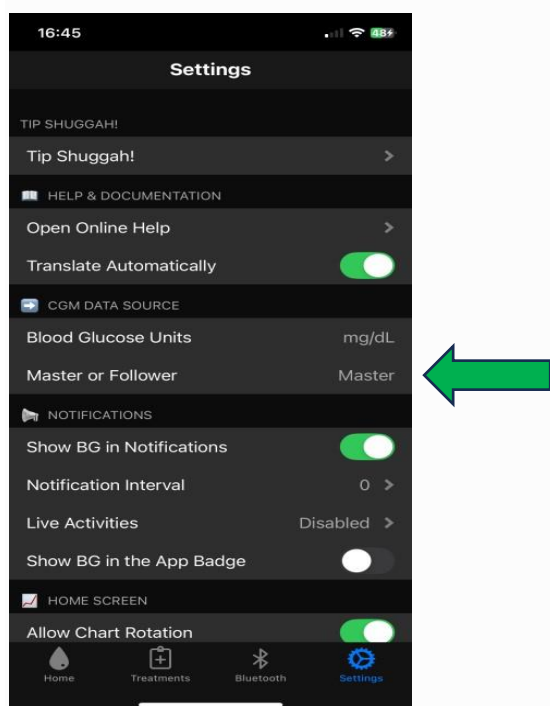 16:45
48
Settings
TIP SHUGGAH!
Tip Shuggah!
HELP & DOCUMENTATION
Open Online Help
Translate Automatically
CGM DATA SOURCE
Blood Glucose Units mg/dL
Master or Follower Master
NOTIFICATIONS
Show BG in Notifications
Notification Interval 0
Live Activities Disabled
Show BG in the App Badge
HOME SCREEN
Allow Chart Rotation
Home Treatments Bluetooth Settings